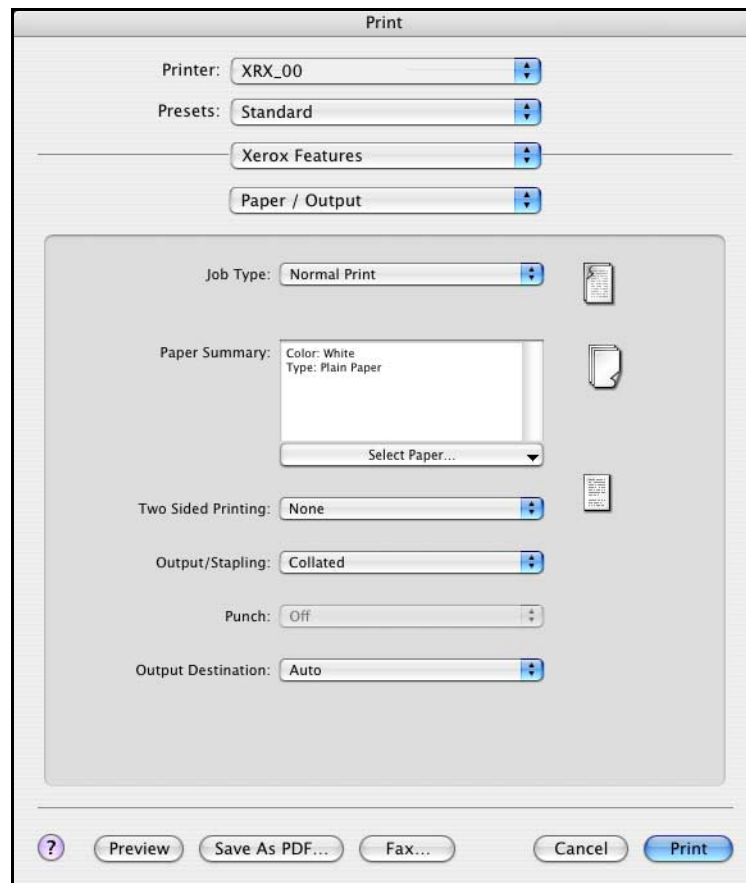 Print
Printer: XRX_00
Presets: Standard
Xerox Features
Paper / Output
Job Type: Normal Print
Paper Summary: Color: White
Type: Plain Paper
Select Paper...
Two Sided Printing: None
Output/Stapling: Collated
Punch: Off
Output Destination: Auto
? Preview Save As PDF... Fax... Cancel Print